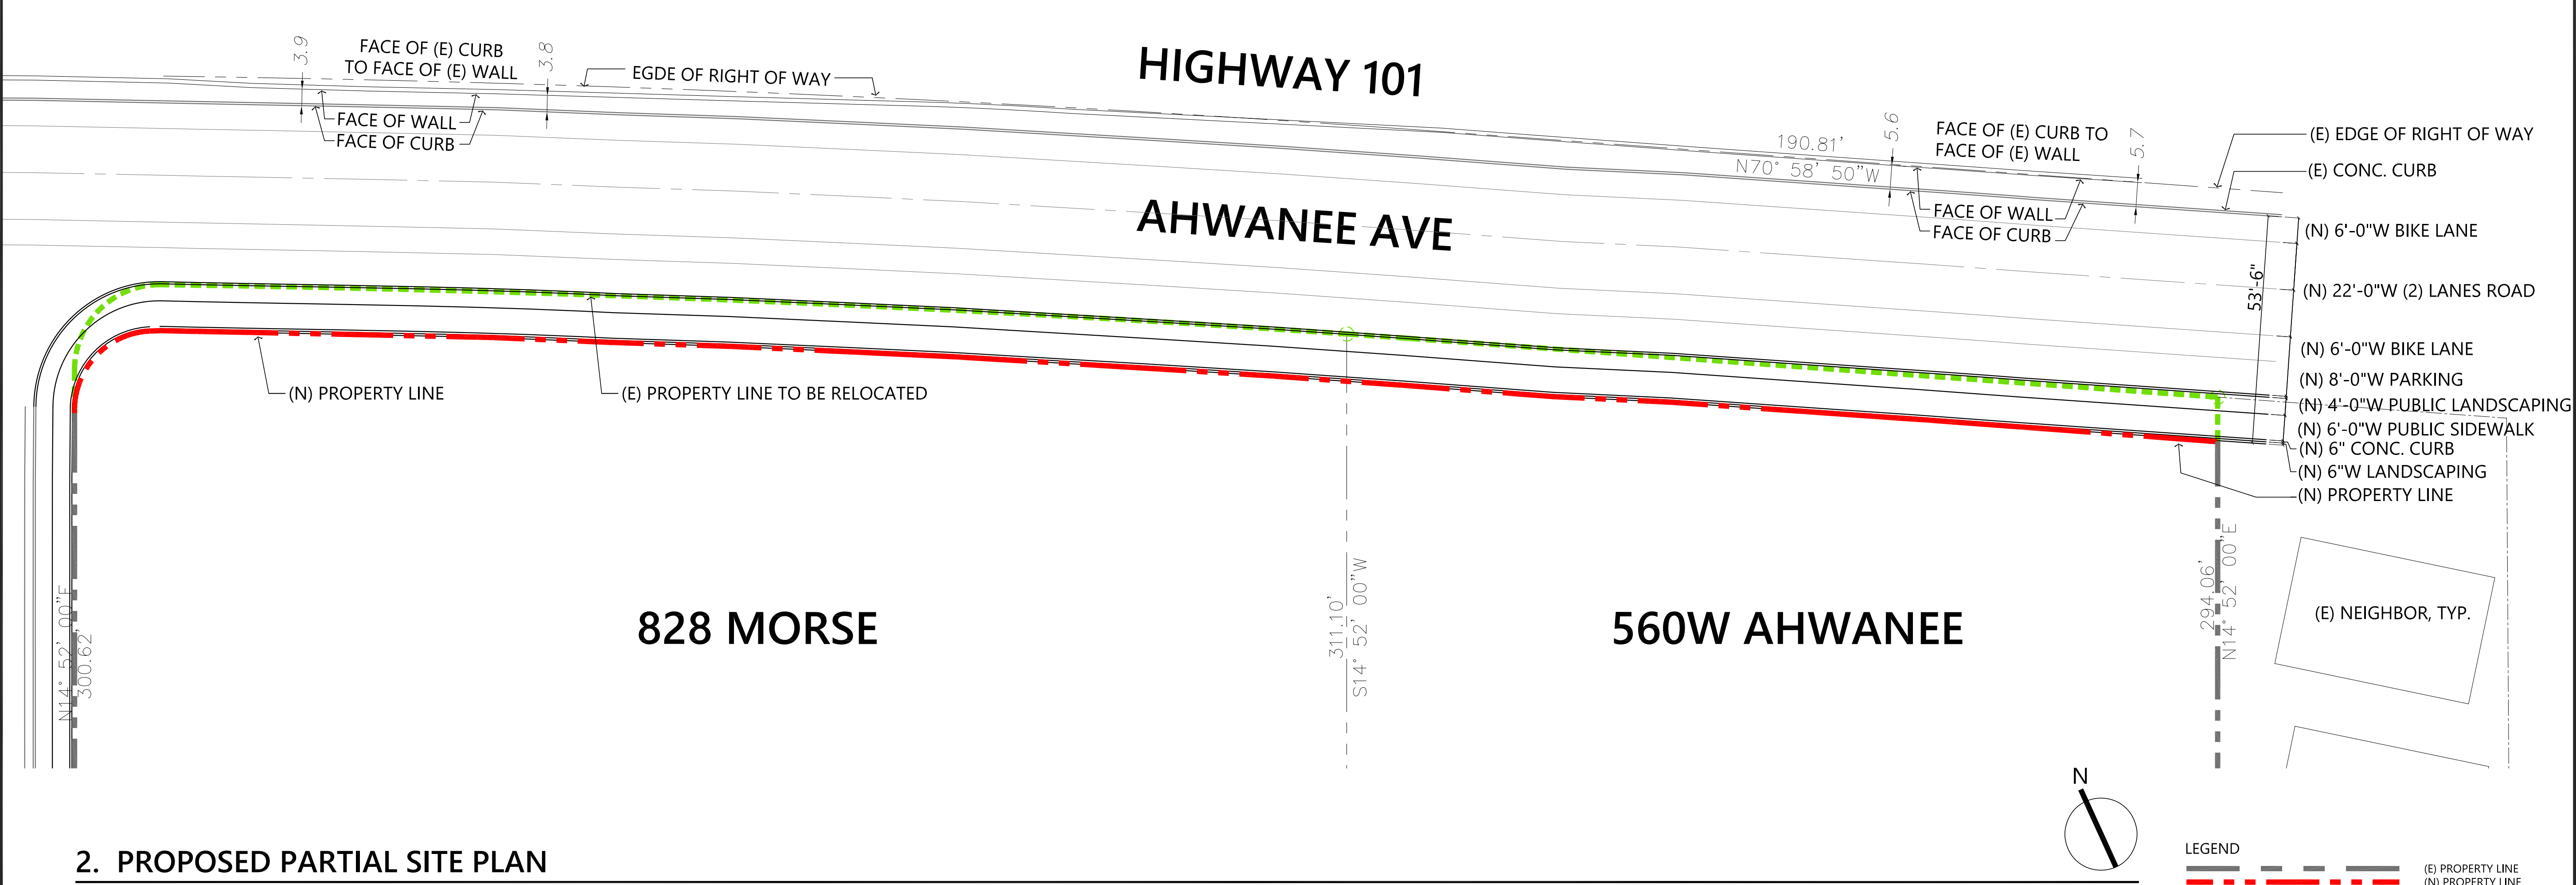 HIGHWAY 101
3.9
FACE OF (E) CURB
TO FACE OF (E) WALL
3.8
EGDE OF RIGHT OF WAY
FACE OF WALL
FACE OF CURB
190.81'
N70° 58' 50"W
5.6
FACE OF (E) CURB TO
FACE OF (E) WALL
5.7
(E) EDGE OF RIGHT OF WAY
(E) CONC. CURB
FACE OF WALL
FACE OF CURB
AHWANEE AVE
53'-6"
(N) 6'-0"W BIKE LANE
(N) 22'-0"W (2) LANES ROAD
(N) 6'-0"W BIKE LANE
(N) 8'-0"W PARKING
(N) 4'-0"W PUBLIC LANDSCAPING
(N) 6'-0"W PUBLIC SIDEWALK
(N) 6" CONC. CURB
(N) 6"W LANDSCAPING
(N) PROPERTY LINE
(N) PROPERTY LINE
(E) PROPERTY LINE TO BE RELOCATED
N14° 52' 00"E
300.62'
828 MORSE
311.10'
S14° 52' 00"W
560W AHWANEE
294.06'
N14° 52' 00"E
(E) NEIGHBOR, TYP.
N
2. PROPOSED PARTIAL SITE PLAN
LEGEND
(E) PROPERTY LINE
(N) PROPERTY LINE